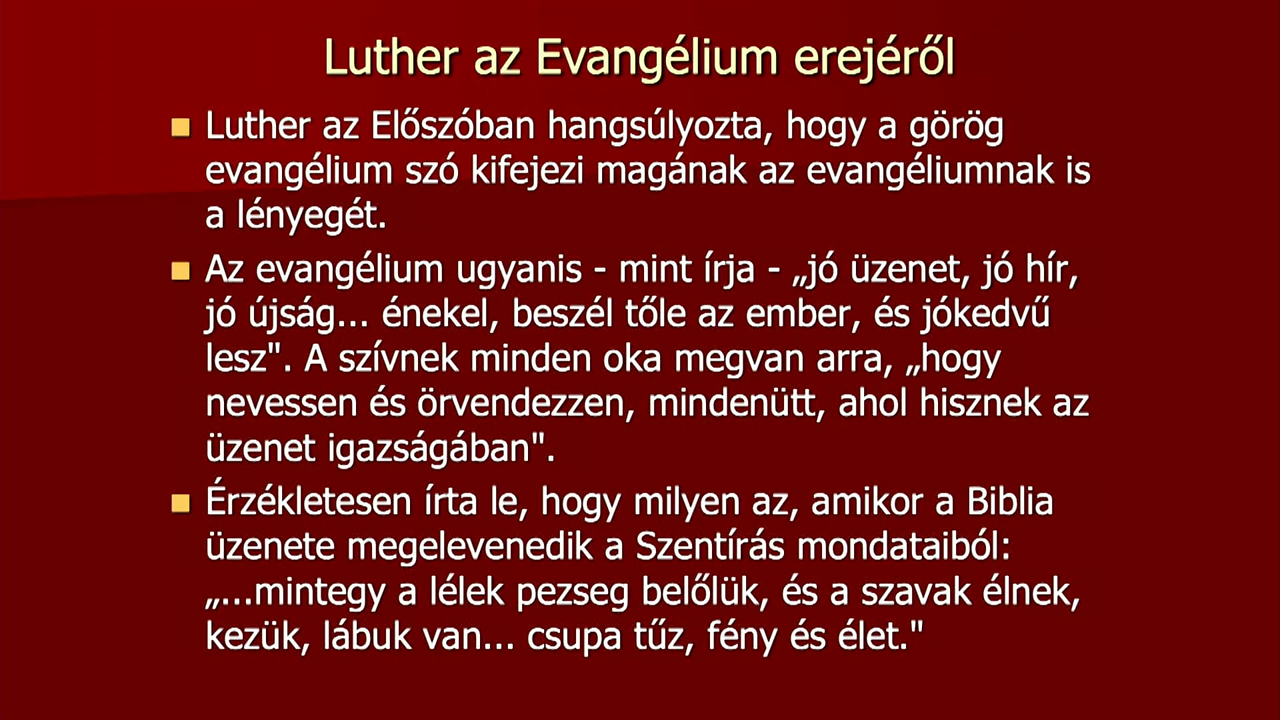 Luther az Evangélium erejéről
■ Luther az Előszóban hangsúlyozta, hogy a görög
evangélium szó kifejezi magának az evangéliumnak is
a lényegét.
■ Az evangélium ugyanis - mint írja - „jó üzenet, jó hír,
jó újság... énekel, beszél tőle az ember, és jókedvű
lesz". A szívnek minden oka megvan arra, „hogy
nevessen és örvendezzen, mindenütt, ahol hisznek az
üzenet igazságában".
■ Érzékletesen írta le, hogy milyen az, amikor a Biblia
üzenete megelevenedik a Szentírás mondataiból:
„...mintegy a lélek pezseg belőlük, és a szavak élnek,
kezük, lábuk van... csupa tűz, fény és élet."